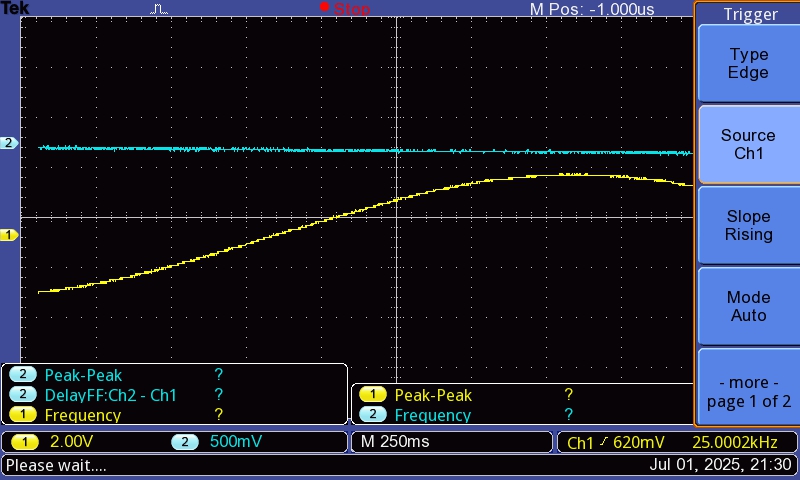 Tek
Stop
M Pos: -1.000us
Trigger
Type
Edge
Source
Ch1
Slope
Rising
Mode
Auto
- more -
page 1 of 2
2
1
2 Peak-Peak ?
2 DelayFF:Ch2 - Ch1 ?
1 Frequency ?
1 Peak-Peak ?
2 Frequency ?
1 2.00V 2 500mV
M 250ms
Ch1 620mV 25.0002kHz
Please wait....
Jul 01, 2025, 21:30